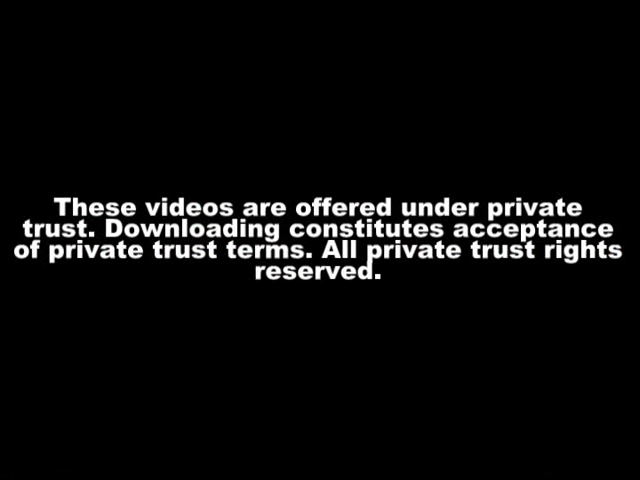 These videos are offered under private
trust. Downloading constitutes acceptance
of private trust terms. All private trust rights
reserved.